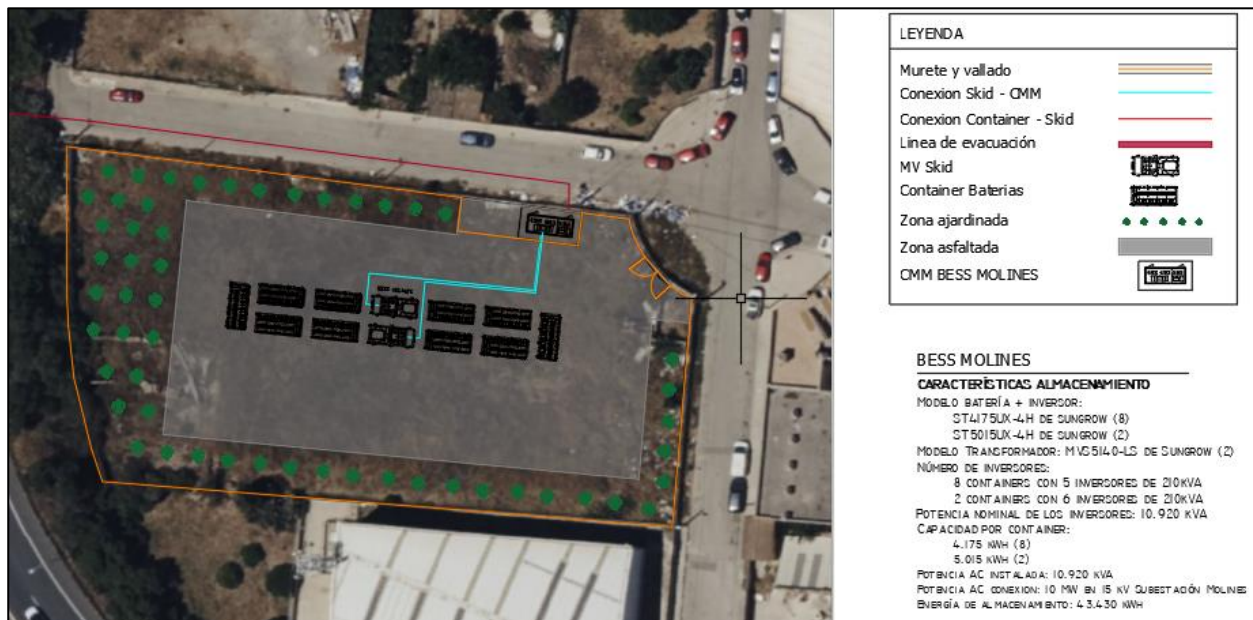 LEYENDA
Murete y vallado
Conexion Skid - CMM
Conexion Container - Skid
Linea de evacuación
MV Skid
Container Baterias
Zona ajardinada
Zona asfaltada
CMM BESS MOLINES
BESS MOLINES
CARACTERÍSTICAS ALMACENAMIENTO
MODELO BATERÍA + INVERSOR:
ST4175UX-4H DE SUNGROW (8)
ST5015UX-4H DE SUNGROW (2)
MODELO TRANSFORMADOR: MVS5140-LS DE SUNGROW (2)
NÚMERO DE INVERSORES:
8 CONTAINERS CON 5 INVERSORES DE 210KVA
2 CONTAINERS CON 6 INVERSORES DE 210KVA
POTENCIA NOMINAL DE LOS INVERSORES: 10.920 KVA
CAPACIDAD POR CONTAINER:
4.175 KWH (8)
5.015 KWH (2)
POTENCIA AC INSTALADA: 10.920 KVA
POTENCIA AC CONEXION: 10 MW EN 15 KV SUBESTACIÓN MOLINES
ENERGÍA DE ALMACENAMIENTO: 43.430 KWH